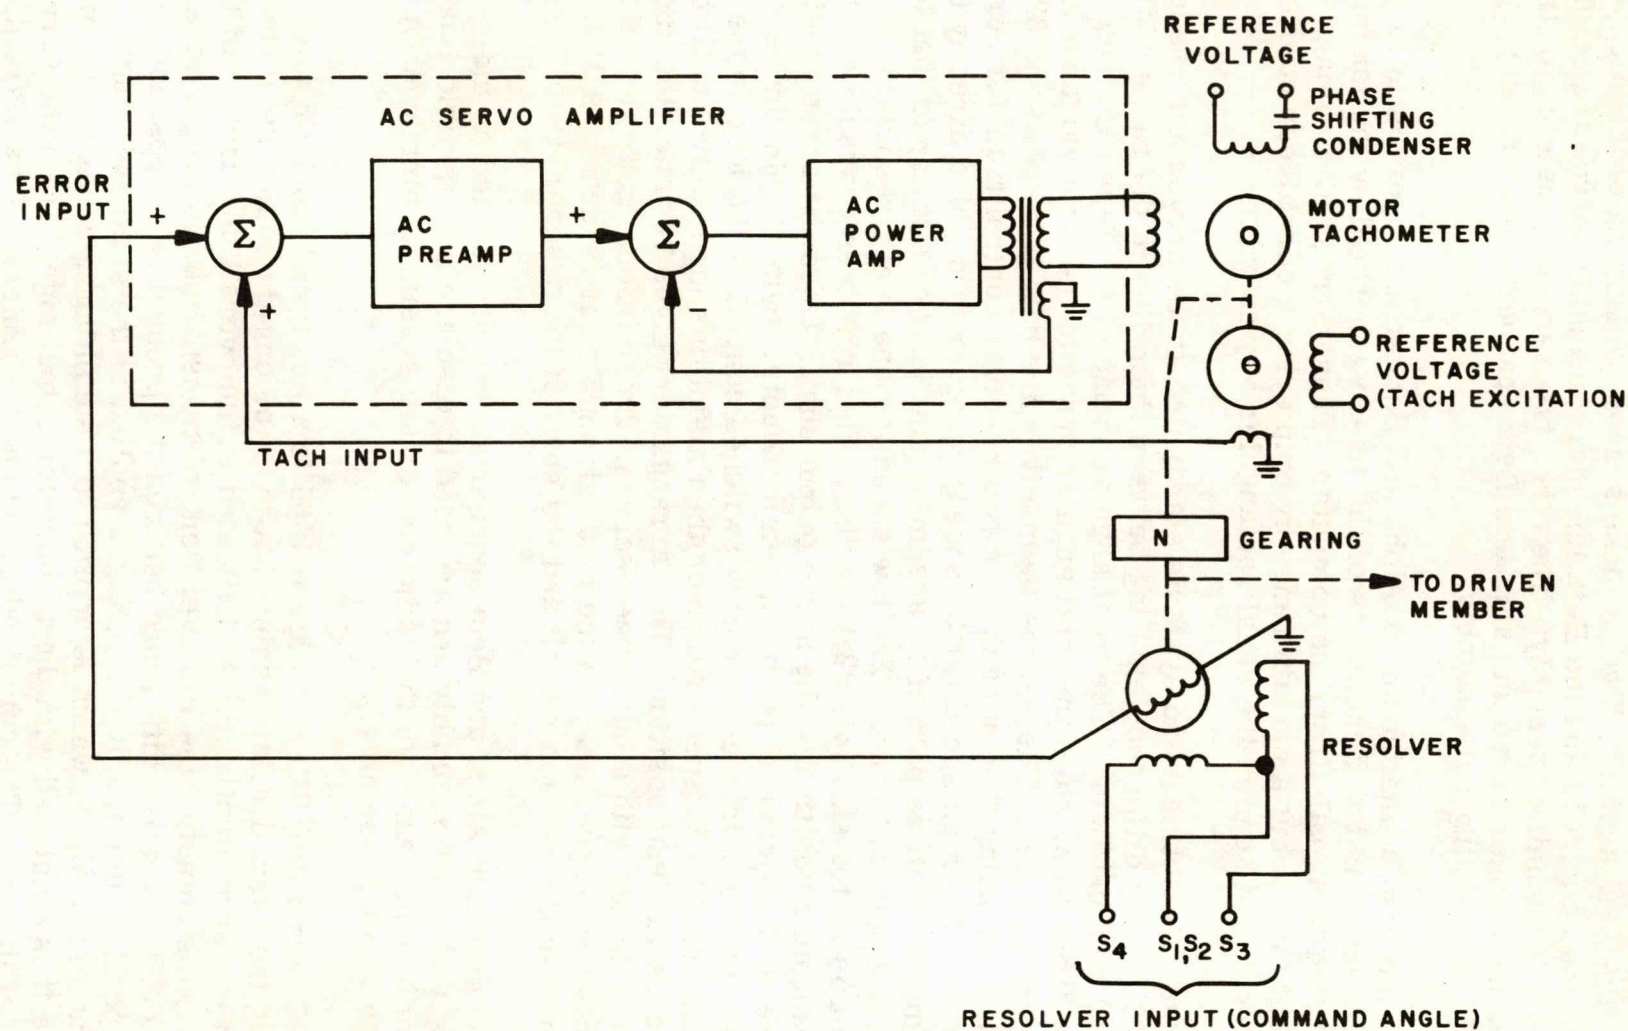 REFERENCE
VOLTAGE
PHASE
SHIFTING
CONDENSER
AC SERVO AMPLIFIER
ERROR
INPUT
+
Σ
+
AC
PREAMP
+
Σ
−
AC
POWER
AMP
MOTOR
TACHOMETER
REFERENCE
VOLTAGE
(TACH EXCITATION
TACH INPUT
N
GEARING
TO DRIVEN
MEMBER
RESOLVER
S4 S1,S2 S3
RESOLVER INPUT (COMMAND ANGLE)